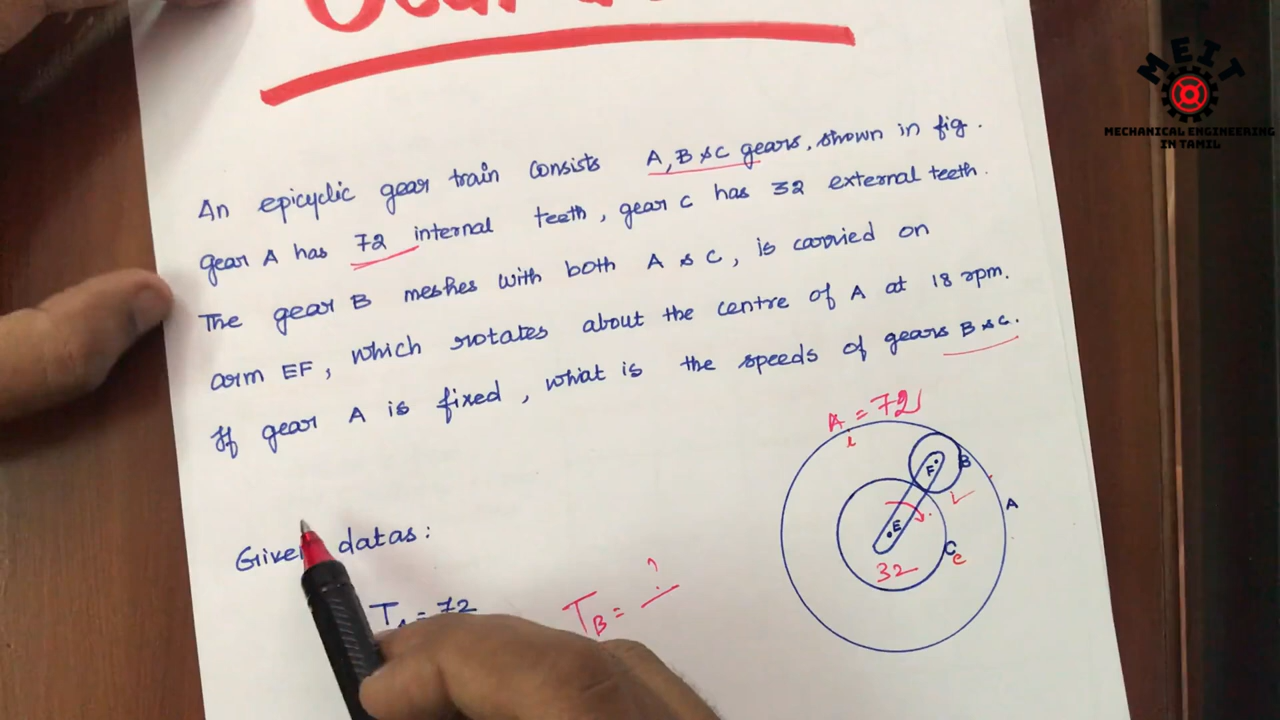 MEIT
MECHANICAL ENGINEERING
IN TAMIL
An epicyclic gear train consists A, B & C gears, shown in fig.
gear A has 72 internal teeth, gear C has 32 external teeth.
The gear B meshes with both A & C, is carried on
arm EF, which rotates about the centre of A at 18 rpm.
If gear A is fixed, what is the speeds of gears B & C.
A = 72
i
B
F
A
E
C
e
32
Given datas:
TA = 72
TB = ?